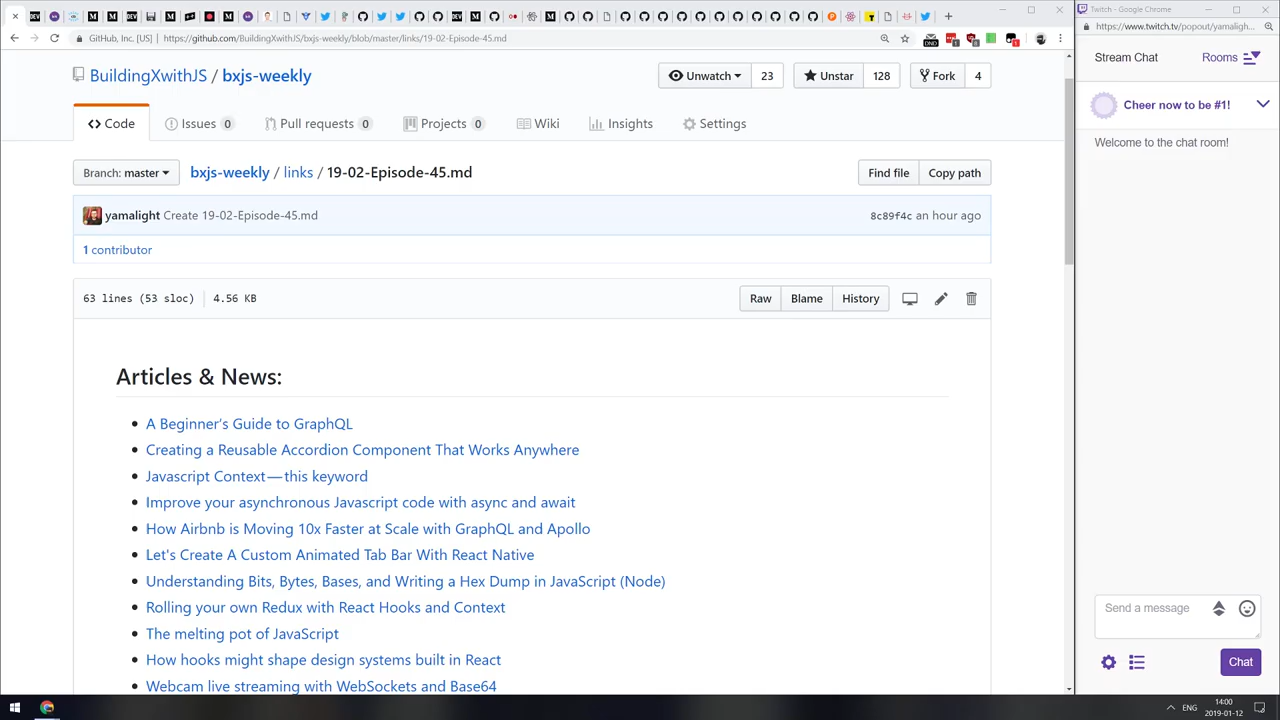 Twitch - Google Chrome
GitHub, Inc. [US] | https://github.com/BuildingXwithJS/bxjs-weekly/blob/master/links/19-02-Episode-45.md
https://www.twitch.tv/popout/yamaligh...
BuildingXwithJS / bxjs-weekly
Unwatch 23 Unstar 128 Fork 4
Code Issues 0 Pull requests 0 Projects 0 Wiki Insights Settings
Branch: master bxjs-weekly / links / 19-02-Episode-45.md Find file Copy path
yamalight Create 19-02-Episode-45.md 8c89f4c an hour ago
1 contributor
63 lines (53 sloc) 4.56 KB Raw Blame History
Articles & News:
A Beginner's Guide to GraphQL
Creating a Reusable Accordion Component That Works Anywhere
Javascript Context — this keyword
Improve your asynchronous Javascript code with async and await
How Airbnb is Moving 10x Faster at Scale with GraphQL and Apollo
Let's Create A Custom Animated Tab Bar With React Native
Understanding Bits, Bytes, Bases, and Writing a Hex Dump in JavaScript (Node)
Rolling your own Redux with React Hooks and Context
The melting pot of JavaScript
How hooks might shape design systems built in React
Webcam live streaming with WebSockets and Base64
Stream Chat Rooms
Cheer now to be #1!
Welcome to the chat room!
Send a message
Chat
ENG
14:00
2019-01-12